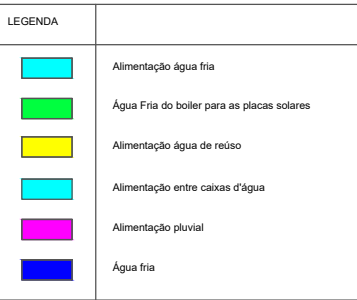 LEGENDA
Alimentação água fria
Água Fria do boiler para as placas solares
Alimentação água de reúso
Alimentação entre caixas d'água
Alimentação pluvial
Água fria